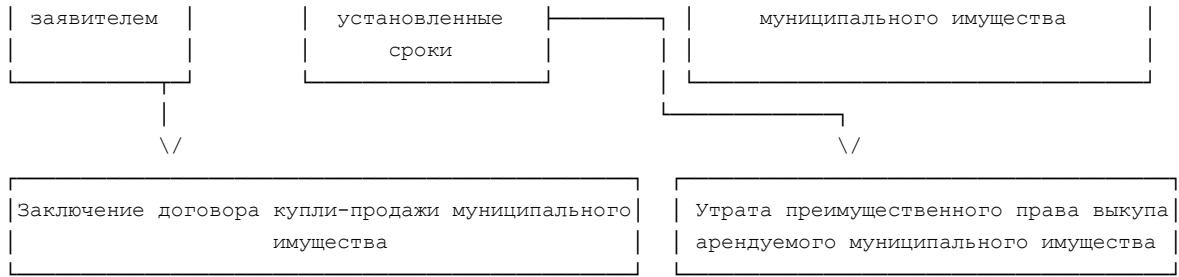 заявителем установленные муниципального имущества
сроки
\/ \/
Заключение договора купли-продажи муниципального Утрата преимущественного права выкупа
имущества арендуемого муниципального имущества